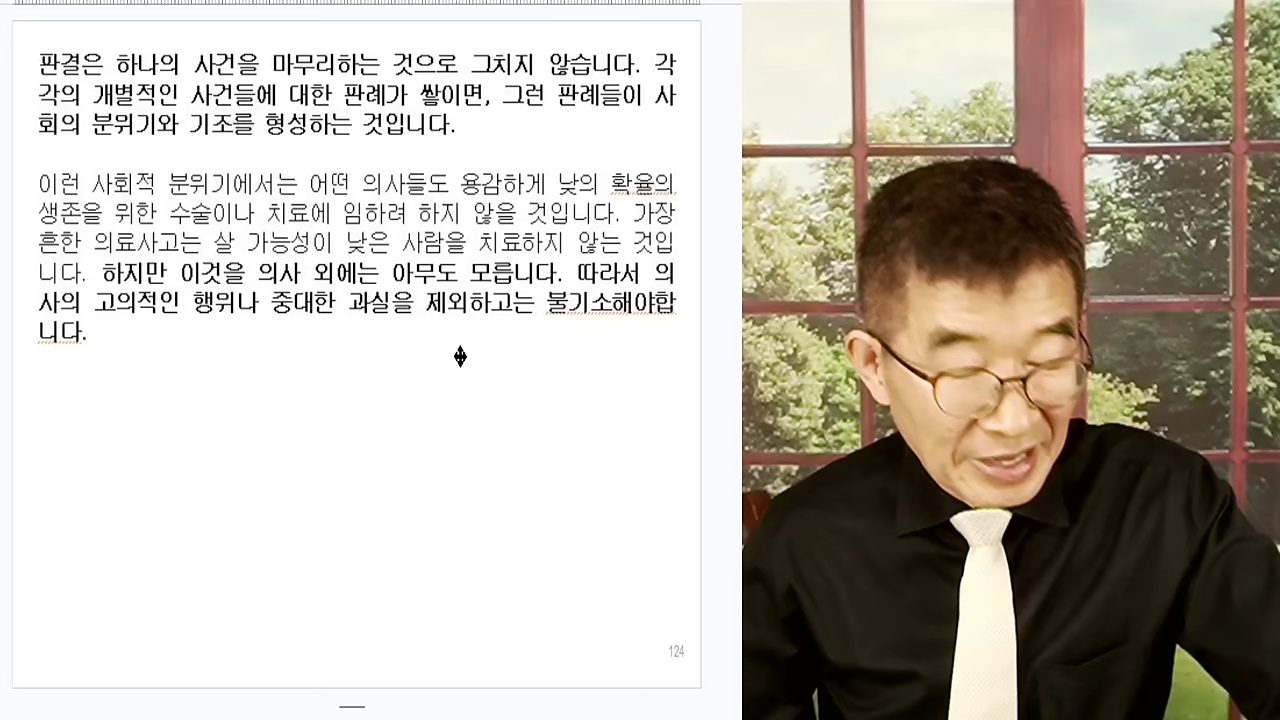 판결은 하나의 사건을 마무리하는 것으로 그치지 않습니다. 각
각의 개별적인 사건들에 대한 판례가 쌓이면, 그런 판례들이 사
회의 분위기와 기조를 형성하는 것입니다.
이런 사회적 분위기에서는 어떤 의사들도 용감하게 낮의 확율의
생존을 위한 수술이나 치료에 임하려 하지 않을 것입니다. 가장
흔한 의료사고는 살 가능성이 낮은 사람을 치료하지 않는 것입
니다. 하지만 이것을 의사 외에는 아무도 모릅니다. 따라서 의
사의 고의적인 행위나 중대한 과실을 제외하고는 불기소해야합
니다.
124